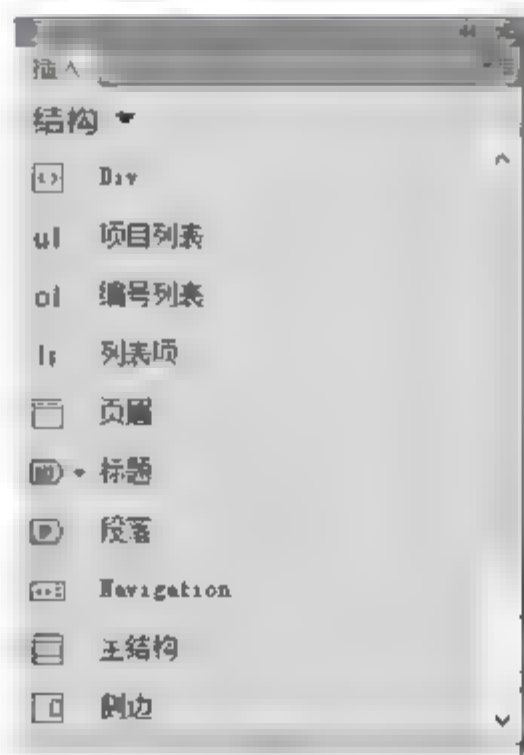 插入
结构
Div
ul 项目列表
ol 编号列表
li 列表项
页眉
标题
段落
Navigation
主结构
侧边